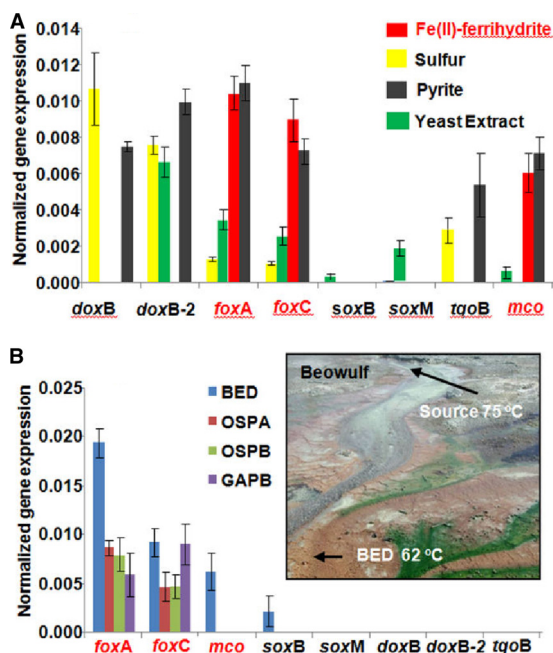 A
Normalized gene expression
0.014
0.012
0.010
0.008
0.006
0.004
0.002
0.000
Fe(II)-ferrihydrite
Sulfur
Pyrite
Yeast Extract
doxB doxB-2 foxA foxC soxB soxM tqoB mco
B
Normalized gene expression
0.025
0.020
0.015
0.010
0.005
0.000
BED
OSPA
OSPB
GAPB
Beowulf
Source 75 °C
BED 62 °C
foxA foxC mco soxB soxM doxB doxB-2 tqoB